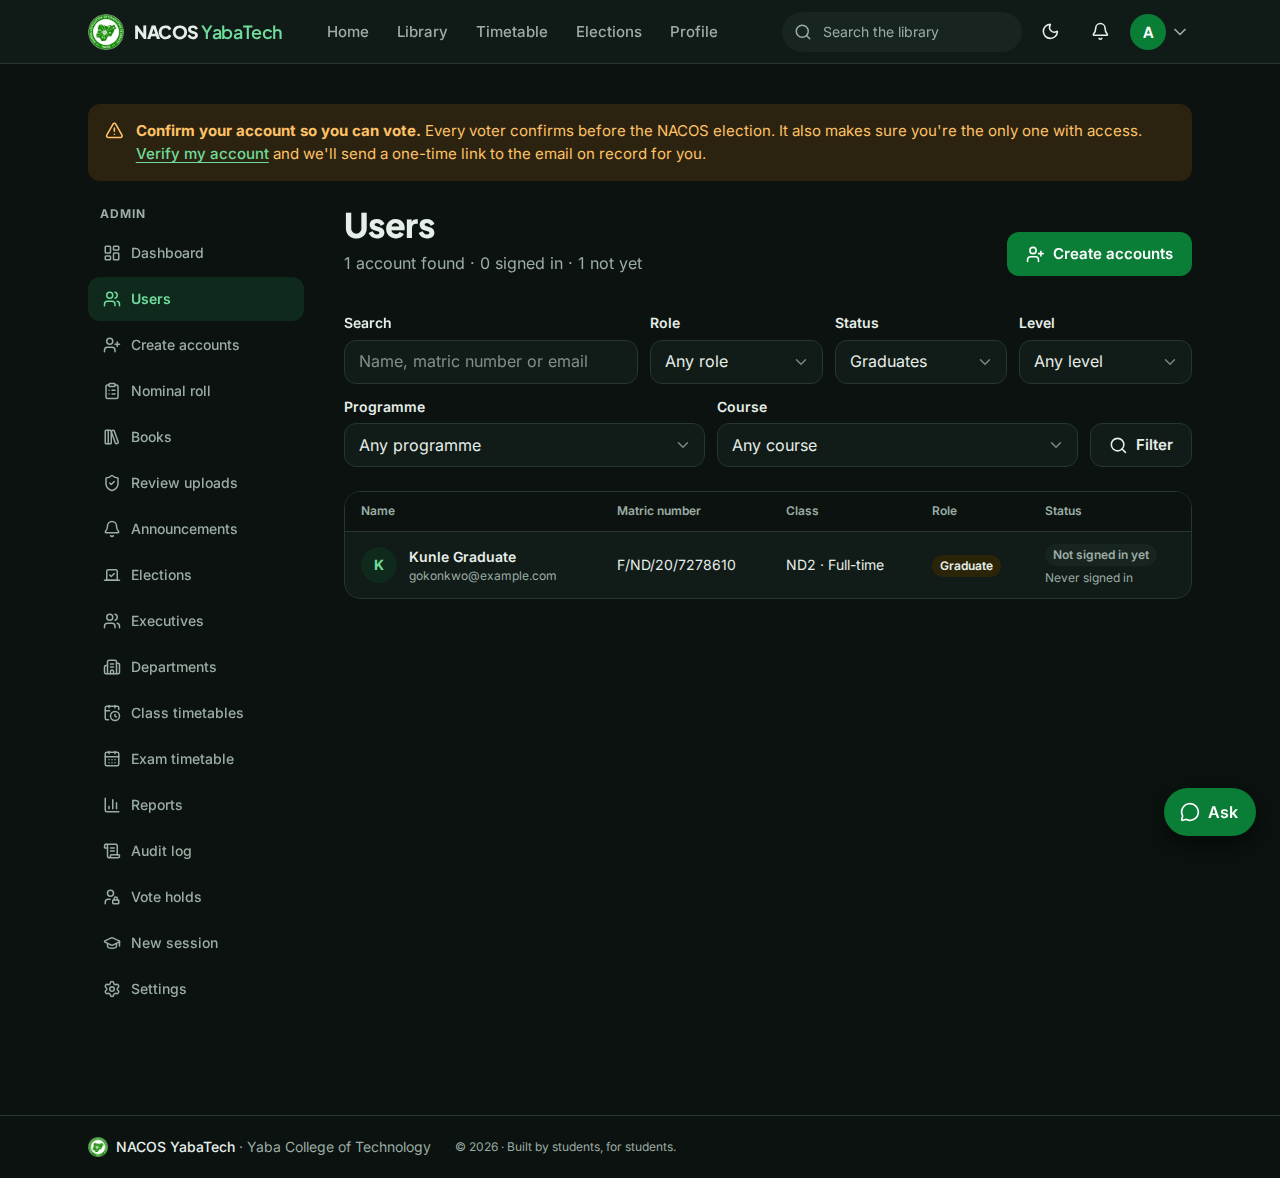 NACOS YabaTech
Home
Library
Timetable
Elections
Profile
Search the library
A
Confirm your account so you can vote. Every voter confirms before the NACOS election. It also makes sure you're the only one with access.
Verify my account and we'll send a one-time link to the email on record for you.
ADMIN
Dashboard
Users
Create accounts
Nominal roll
Books
Review uploads
Announcements
Elections
Executives
Departments
Class timetables
Exam timetable
Reports
Audit log
Vote holds
New session
Settings
Users
1 account found · 0 signed in · 1 not yet
Create accounts
Search
Role
Status
Level
Name, matric number or email
Any role
Graduates
Any level
Programme
Course
Any programme
Any course
Filter
Name
Matric number
Class
Role
Status
K
Kunle Graduate
gokonkwo@example.com
F/ND/20/7278610
ND2 · Full-time
Graduate
Not signed in yet
Never signed in
Ask
NACOS YabaTech · Yaba College of Technology
© 2026 · Built by students, for students.